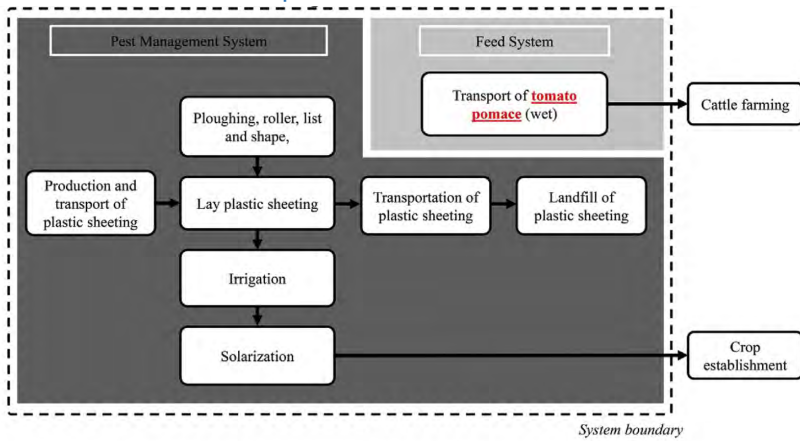 Pest Management System
Feed System
Transport of tomato
pomace (wet)
Cattle farming
Ploughing, roller, list
and shape,
Production and
transport of
plastic sheeting
Lay plastic sheeting
Transportation of
plastic sheeting
Landfill of
plastic sheeting
Irrigation
Solarization
Crop
establishment
System boundary